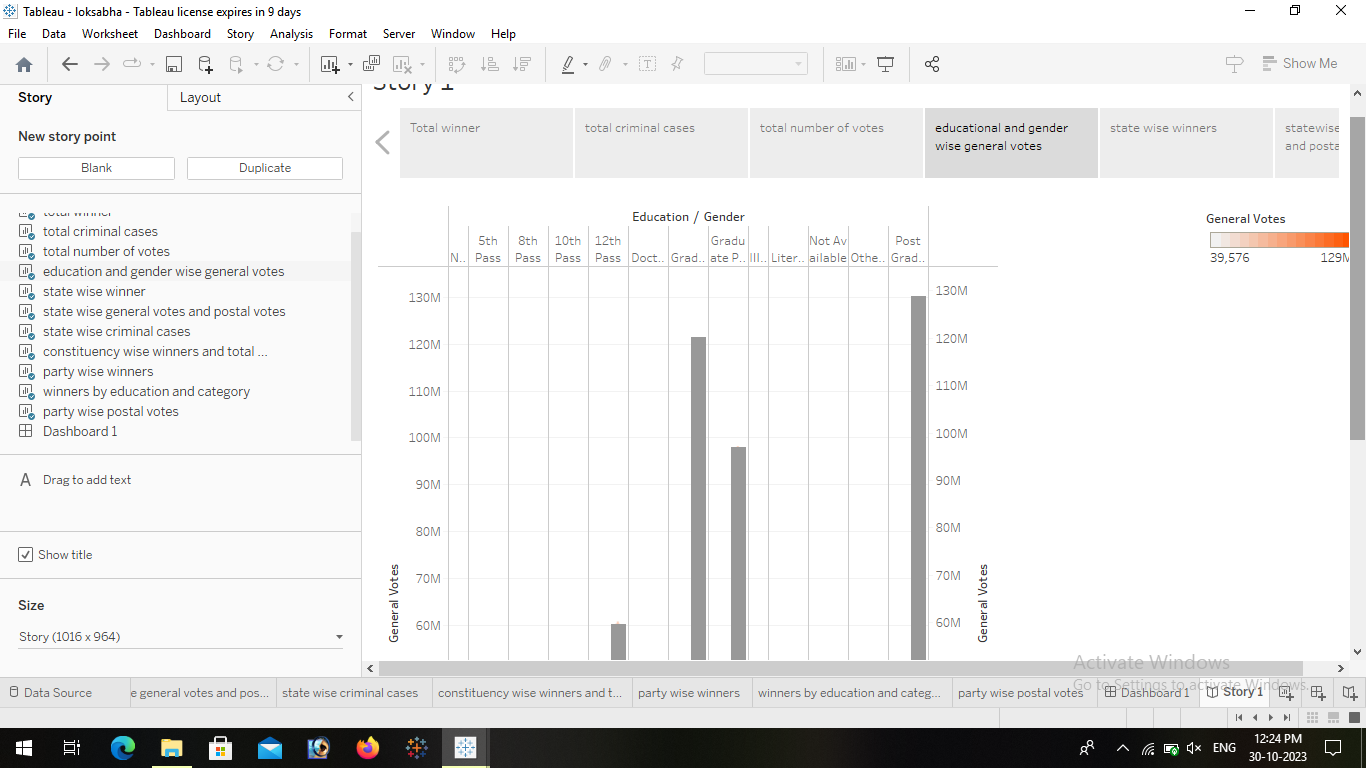 Tableau - loksabha - Tableau license expires in 9 days
File Data Worksheet Dashboard Story Analysis Format Server Window Help
Show Me
Story
Layout
Story 1
New story point
Blank
Duplicate
Total winner
total criminal cases
total number of votes
educational and gender
wise general votes
state wise winners
statewise
and posta
total winner
total criminal cases
total number of votes
education and gender wise general votes
state wise winner
state wise general votes and postal votes
state wise criminal cases
constituency wise winners and total ...
party wise winners
winners by education and category
party wise postal votes
Dashboard 1
A Drag to add text
Show title
Size
Story (1016 x 964)
Education / Gender
N..
5th
Pass
8th
Pass
10th
Pass
12th
Pass
Doct..
Grad..
Gradu
ate P..
Ill..
Liter..
Not Av
ailable
Othe..
Post
Grad..
General Votes
130M
120M
110M
100M
90M
80M
70M
60M
General Votes
130M
120M
110M
100M
90M
80M
70M
60M
General Votes
39,576
129M
Activate Windows
Go to Settings to activate Windows.
Data Source
e general votes and pos...
state wise criminal cases
constituency wise winners and t...
party wise winners
winners by education and categ...
party wise postal votes
Dashboard 1
Story 1
ENG
12:24 PM
30-10-2023